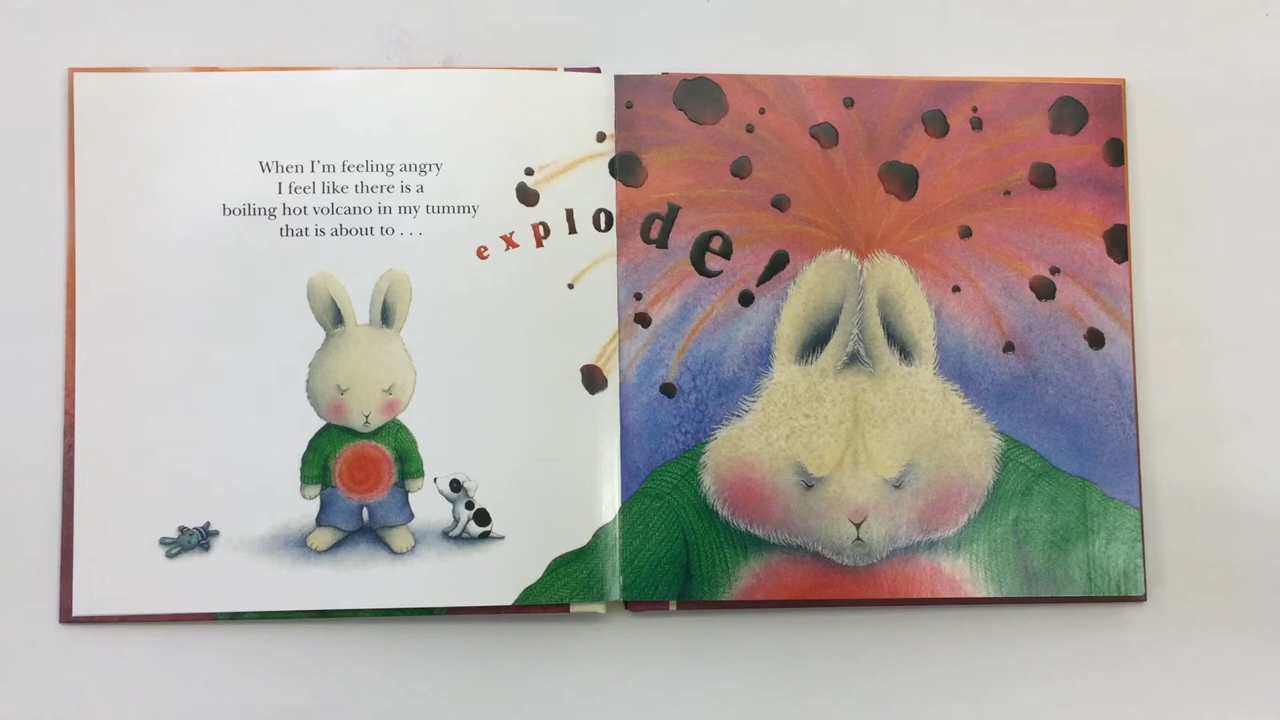 When I'm feeling angry
I feel like there is a
boiling hot volcano in my tummy
that is about to . . .
explode!